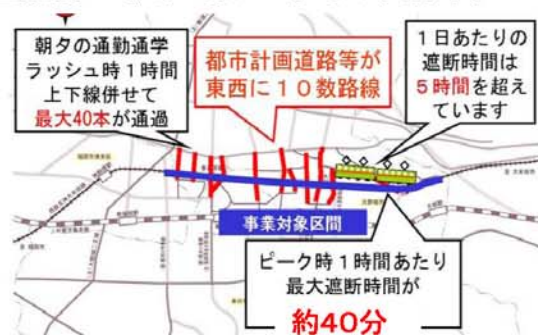 朝夕の通勤通学
ラッシュ時1時間
上下線併せて
最大40本が通過
都市計画道路等が
東西に10数路線
1日あたりの
遮断時間は
5時間を超え
ています
事業対象区間
ピーク時1時間あたり
最大遮断時間が
約40分